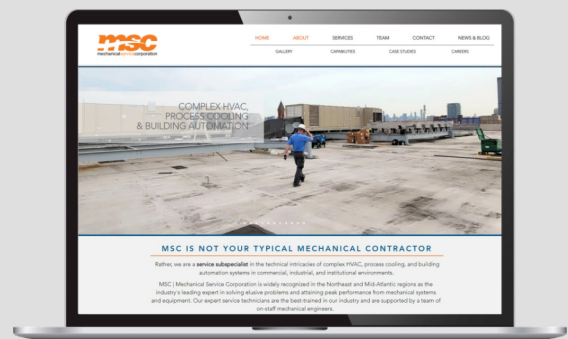 msc
mechanicalservicecorporation
HOME ABOUT SERVICES TEAM CONTACT NEWS & BLOG
GALLERY CAPABILITIES CASE STUDIES CAREERS
COMPLEX HVAC,
PROCESS COOLING
& BUILDING AUTOMATION
MSC IS NOT YOUR TYPICAL MECHANICAL CONTRACTOR
Rather, we are a service subspecialist in the technical intricacies of complex HVAC, process cooling, and building
automation systems in commercial, industrial, and institutional environments.
MSC | Mechanical Service Corporation is widely recognized in the Northeast and Mid-Atlantic regions as the
industry's leading expert in solving elusive problems and attaining peak performance from mechanical systems
and equipment. Our expert service technicians are the best-trained in our industry and are supported by a team of
on-staff mechanical engineers.